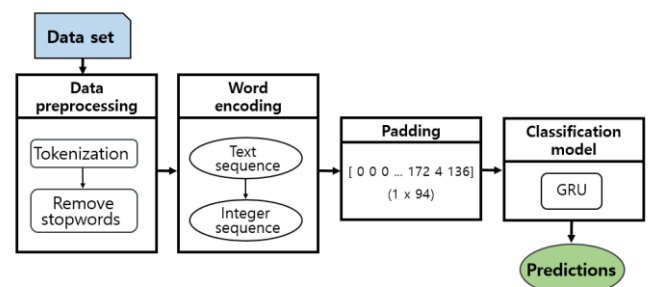 Data set
Data
preprocessing
Tokenization
Remove
stopwords
Word
encoding
Text
sequence
Integer
sequence
Padding
[ 0 0 0 ... 172 4 136]
(1 x 94)
Classification
model
GRU
Predictions